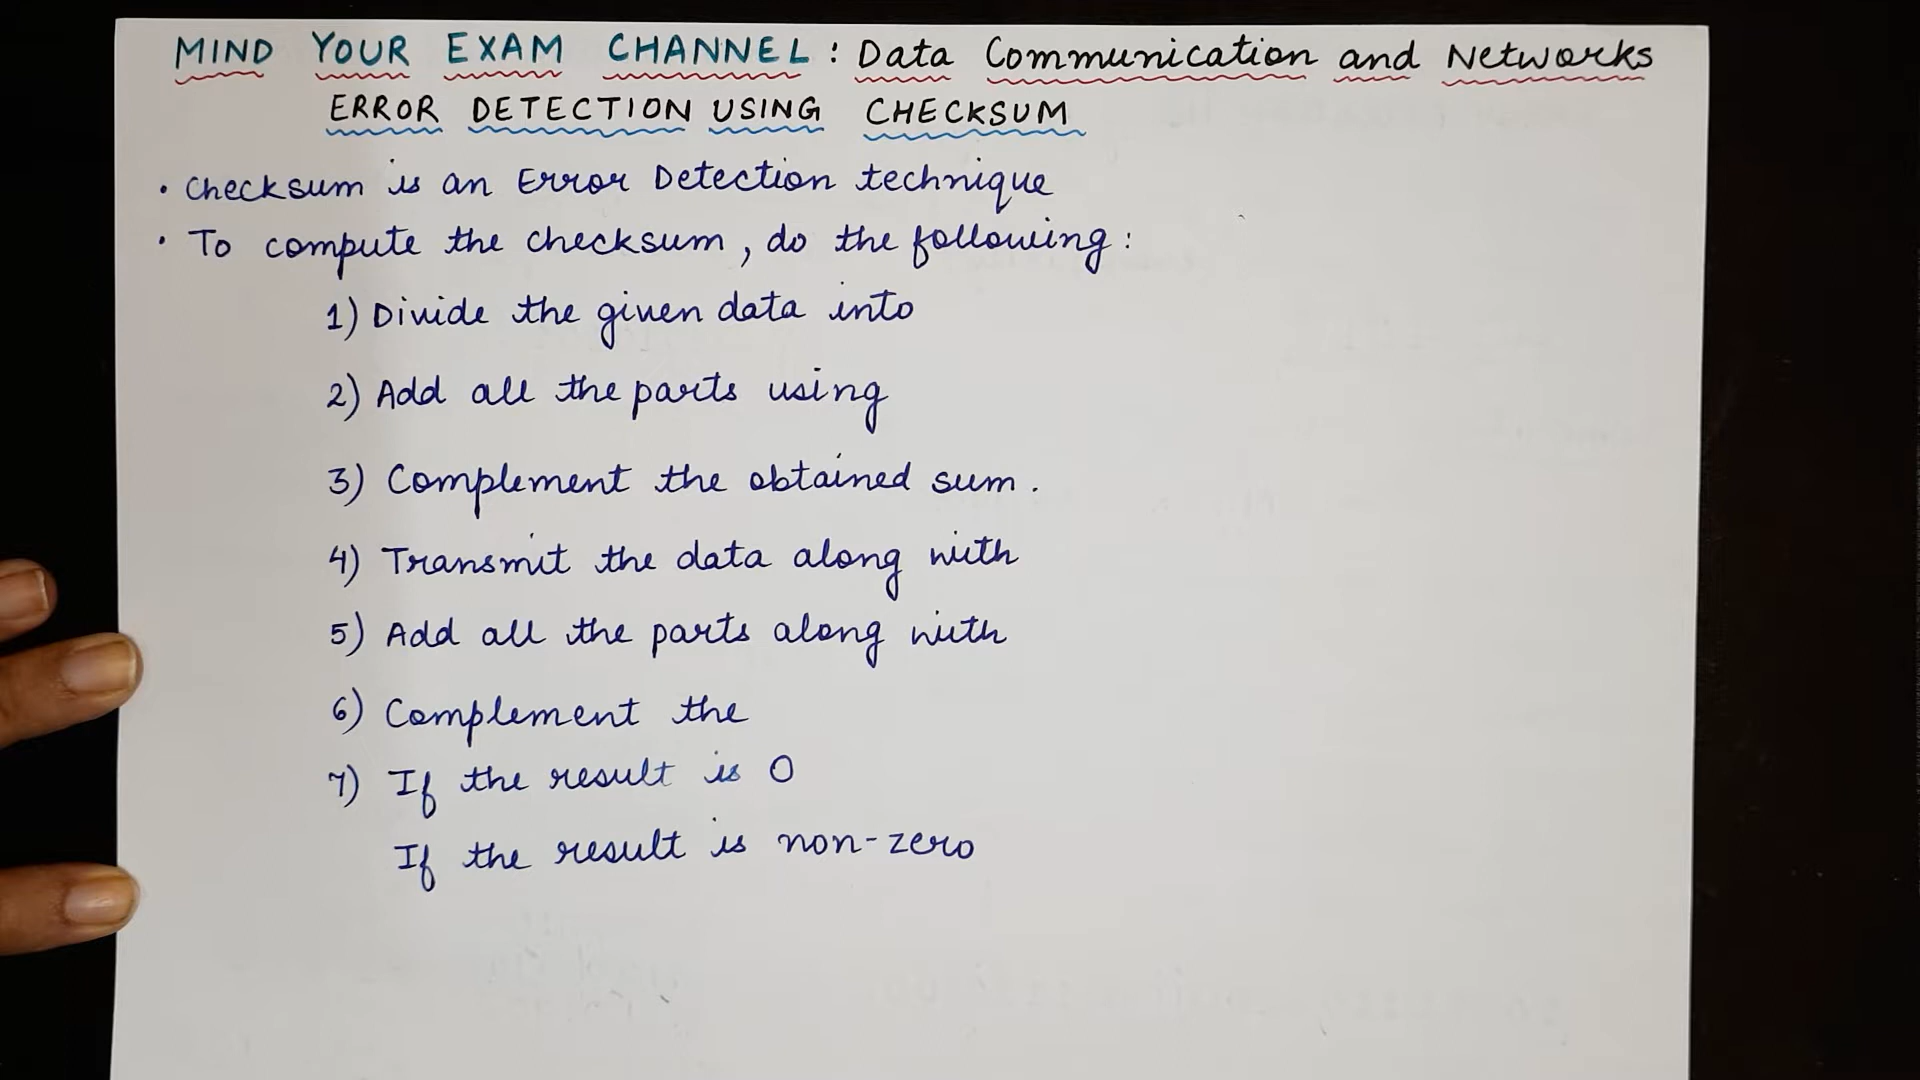 MIND YOUR EXAM CHANNEL: Data Communication and Networks
ERROR DETECTION USING CHECKSUM
• Checksum is an Error Detection technique
• To compute the checksum, do the following:
1) Divide the given data into
2) Add all the parts using
3) Complement the obtained sum.
4) Transmit the data along with
5) Add all the parts along with
6) Complement the
7) If the result is 0
If the result is non-zero